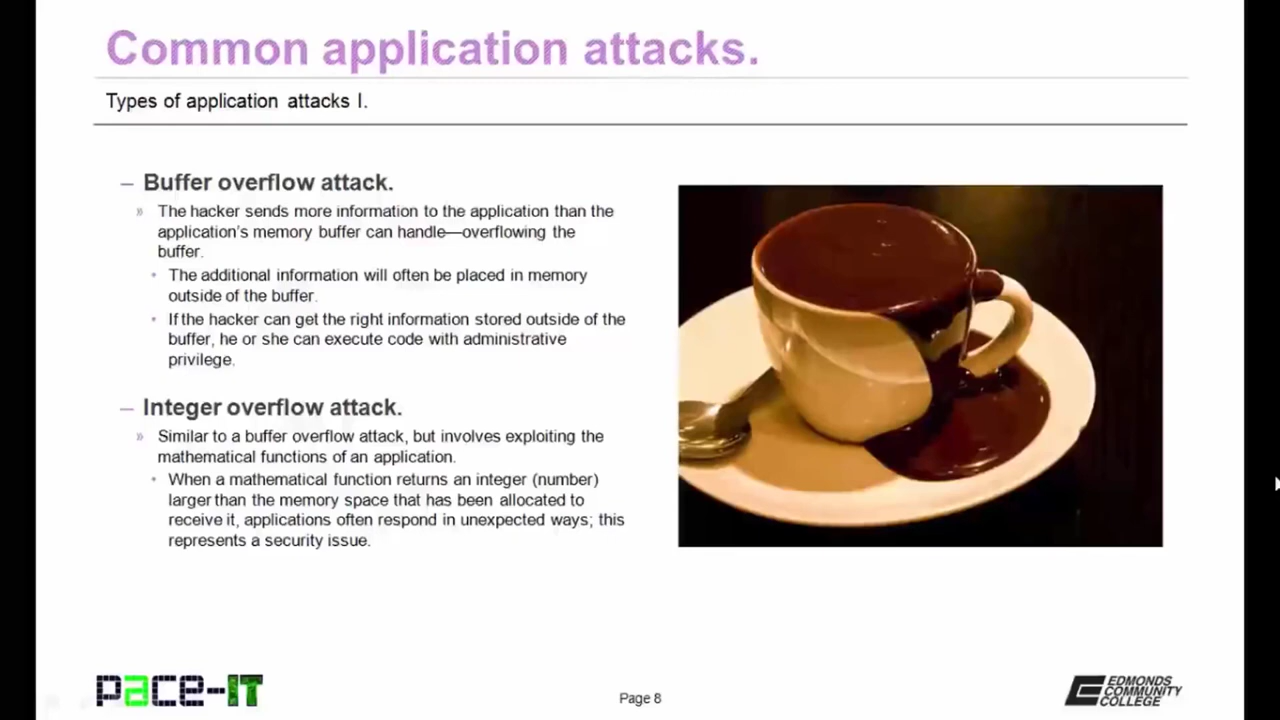 Common application attacks.
Types of application attacks I.
– Buffer overflow attack.
» The hacker sends more information to the application than the
application's memory buffer can handle—overflowing the
buffer.
• The additional information will often be placed in memory
outside of the buffer.
• If the hacker can get the right information stored outside of the
buffer, he or she can execute code with administrative
privilege.
– Integer overflow attack.
» Similar to a buffer overflow attack, but involves exploiting the
mathematical functions of an application.
• When a mathematical function returns an integer (number)
larger than the memory space that has been allocated to
receive it, applications often respond in unexpected ways; this
represents a security issue.
pace-IT
Page 8
EDMONDS
COMMUNITY
COLLEGE